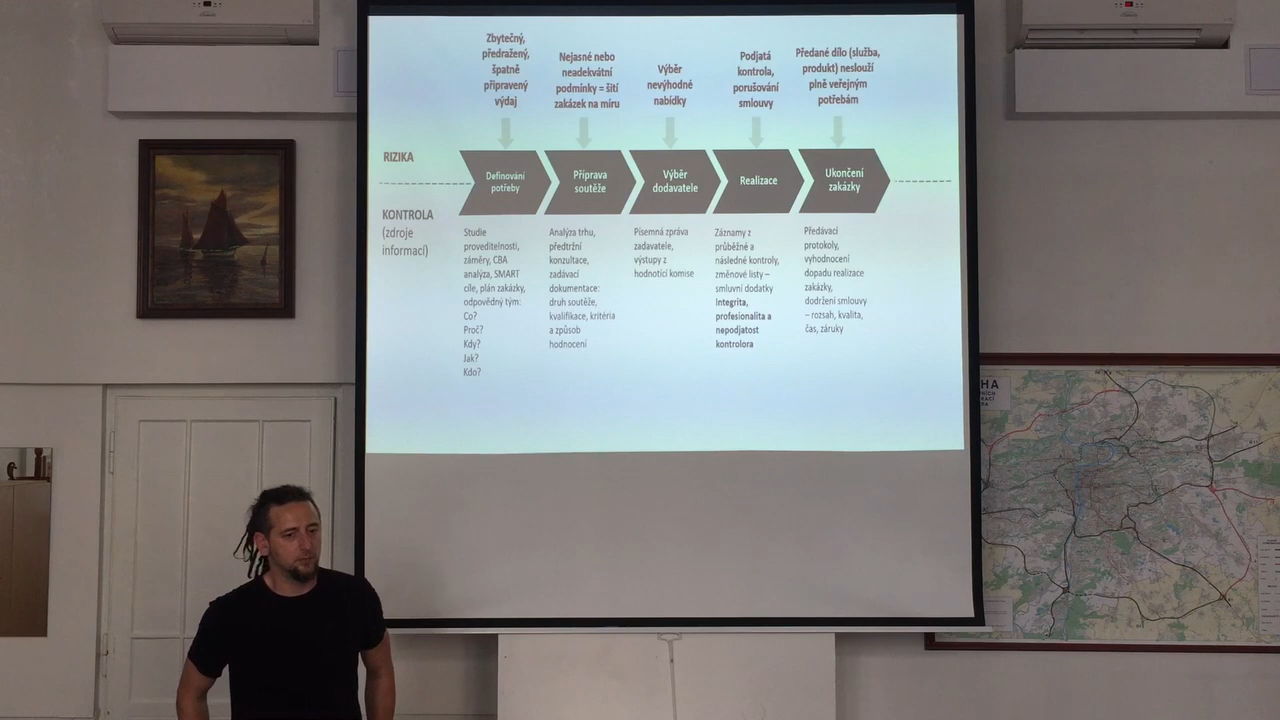 Zbytečný,
předražený,
špatně
připravený
výdaj
Nejasné nebo
neadekvátní
podmínky = šití
zakázek na míru
Výběr
nevýhodné
nabídky
Podjatá
kontrola,
porušování
smlouvy
Předané dílo (služba,
produkt) neslouží
plně veřejným
potřebám
RIZIKA
Definování
potřeby
Příprava
soutěže
Výběr
dodavatele
Realizace
Ukončení
zakázky
KONTROLA
(zdroje
informací)
Studie
proveditelnosti,
záměry, CBA
analýza, SMART
cíle, plán zakázky,
odpovědný tým:
Co?
Proč?
Kdy?
Jak?
Kdo?
Analýza trhu,
předtržní
konzultace,
zadávací
dokumentace:
druh soutěže,
kvalifikace, kritéria
a způsob
hodnocení
Písemná zpráva
zadavatele,
výstupy z
hodnotící komise
Záznamy z
průběžné a
následné kontroly,
změnové listy –
smluvní dodatky
Integrita,
profesionalita a
nepodjatost
kontrolora
Předávací
protokoly,
vyhodnocení
dopadu realizace
zakázky,
dodržení smlouvy
– rozsah, kvalita,
čas, záruky
HA